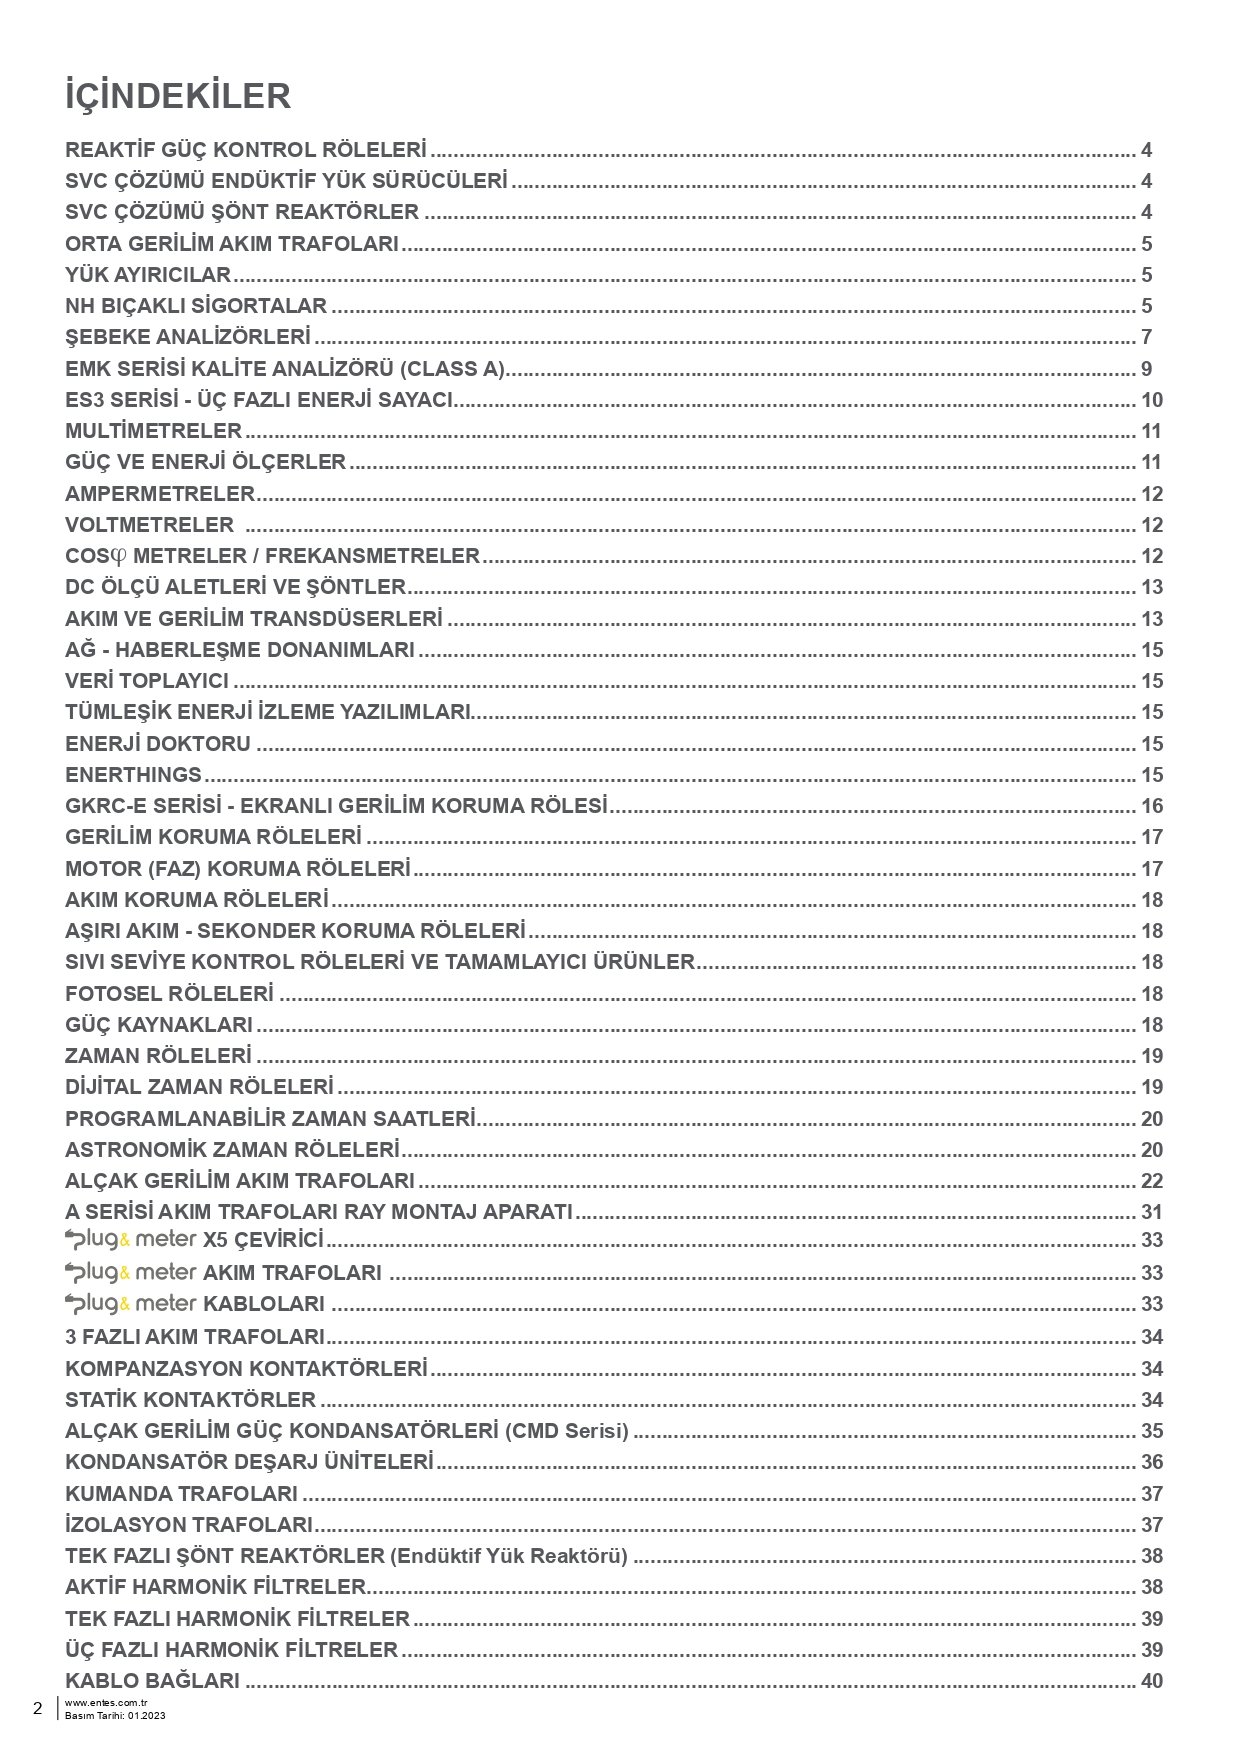 İÇİNDEKİLER
REAKTİF GÜÇ KONTROL RÖLELERİ ........ 4
SVC ÇÖZÜMÜ ENDÜKTİF YÜK SÜRÜCÜLERİ ........ 4
SVC ÇÖZÜMÜ ŞÖNT REAKTÖRLER ........ 4
ORTA GERİLİM AKIM TRAFOLARI ........ 5
YÜK AYIRICILAR ........ 5
NH BIÇAKLI SİGORTALAR ........ 5
ŞEBEKE ANALİZÖRLERİ ........ 7
EMK SERİSİ KALİTE ANALİZÖRÜ (CLASS A) ........ 9
ES3 SERİSİ - ÜÇ FAZLI ENERJİ SAYACI ........ 10
MULTİMETRELER ........ 11
GÜÇ VE ENERJİ ÖLÇERLER ........ 11
AMPERMETRELER ........ 12
VOLTMETRELER ........ 12
COSφ METRELER / FREKANSMETRELER ........ 12
DC ÖLÇÜ ALETLERİ VE ŞÖNTLER ........ 13
AKIM VE GERİLİM TRANSDÜSERLERİ ........ 13
AĞ - HABERLEŞME DONANIMLARI ........ 15
VERİ TOPLAYICI ........ 15
TÜMLEŞİK ENERJİ İZLEME YAZILIMLARI ........ 15
ENERJİ DOKTORU ........ 15
ENERTHINGS ........ 15
GKRC-E SERİSİ - EKRANLI GERİLİM KORUMA RÖLESİ ........ 16
GERİLİM KORUMA RÖLELERİ ........ 17
MOTOR (FAZ) KORUMA RÖLELERİ ........ 17
AKIM KORUMA RÖLELERİ ........ 18
AŞIRI AKIM - SEKONDER KORUMA RÖLELERİ ........ 18
SIVI SEVİYE KONTROL RÖLELERİ VE TAMAMLAYICI ÜRÜNLER ........ 18
FOTOSEL RÖLELERİ ........ 18
GÜÇ KAYNAKLARI ........ 18
ZAMAN RÖLELERİ ........ 19
DİJİTAL ZAMAN RÖLELERİ ........ 19
PROGRAMLANABİLİR ZAMAN SAATLERİ ........ 20
ASTRONOMİK ZAMAN RÖLELERİ ........ 20
ALÇAK GERİLİM AKIM TRAFOLARI ........ 22
A SERİSİ AKIM TRAFOLARI RAY MONTAJ APARATI ........ 31
plug& meter X5 ÇEVİRİCİ ........ 33
plug& meter AKIM TRAFOLARI ........ 33
plug& meter KABLOLARI ........ 33
3 FAZLI AKIM TRAFOLARI ........ 34
KOMPANZASYON KONTAKTÖRLERİ ........ 34
STATİK KONTAKTÖRLER ........ 34
ALÇAK GERİLİM GÜÇ KONDANSATÖRLERİ (CMD Serisi) ........ 35
KONDANSATÖR DEŞARJ ÜNİTELERİ ........ 36
KUMANDA TRAFOLARI ........ 37
İZOLASYON TRAFOLARI ........ 37
TEK FAZLI ŞÖNT REAKTÖRLER (Endüktif Yük Reaktörü) ........ 38
AKTİF HARMONİK FİLTRELER ........ 38
TEK FAZLI HARMONİK FİLTRELER ........ 39
ÜÇ FAZLI HARMONİK FİLTRELER ........ 39
KABLO BAĞLARI ........ 40
2
www.entes.com.tr
Basım Tarihi: 01.2023